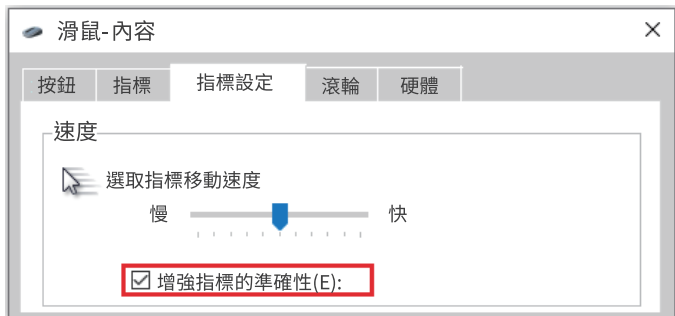 滑鼠-內容
按鈕 指標 指標設定 滾輪 硬體
速度
選取指標移動速度
慢 快
增強指標的準確性(E):